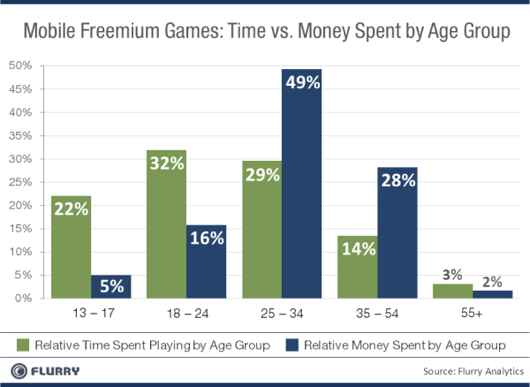 Mobile Freemium Games: Time vs. Money Spent by Age Group
50%
45%
40%
35%
30%
25%
20%
15%
10%
5%
0%
22%
5%
32%
16%
29%
49%
14%
28%
3%
2%
13 – 17
18 – 24
25 – 34
35 – 54
55+
Relative Time Spent Playing by Age Group
Relative Money Spent by Age Group
FLURRY
Source: Flurry Analytics